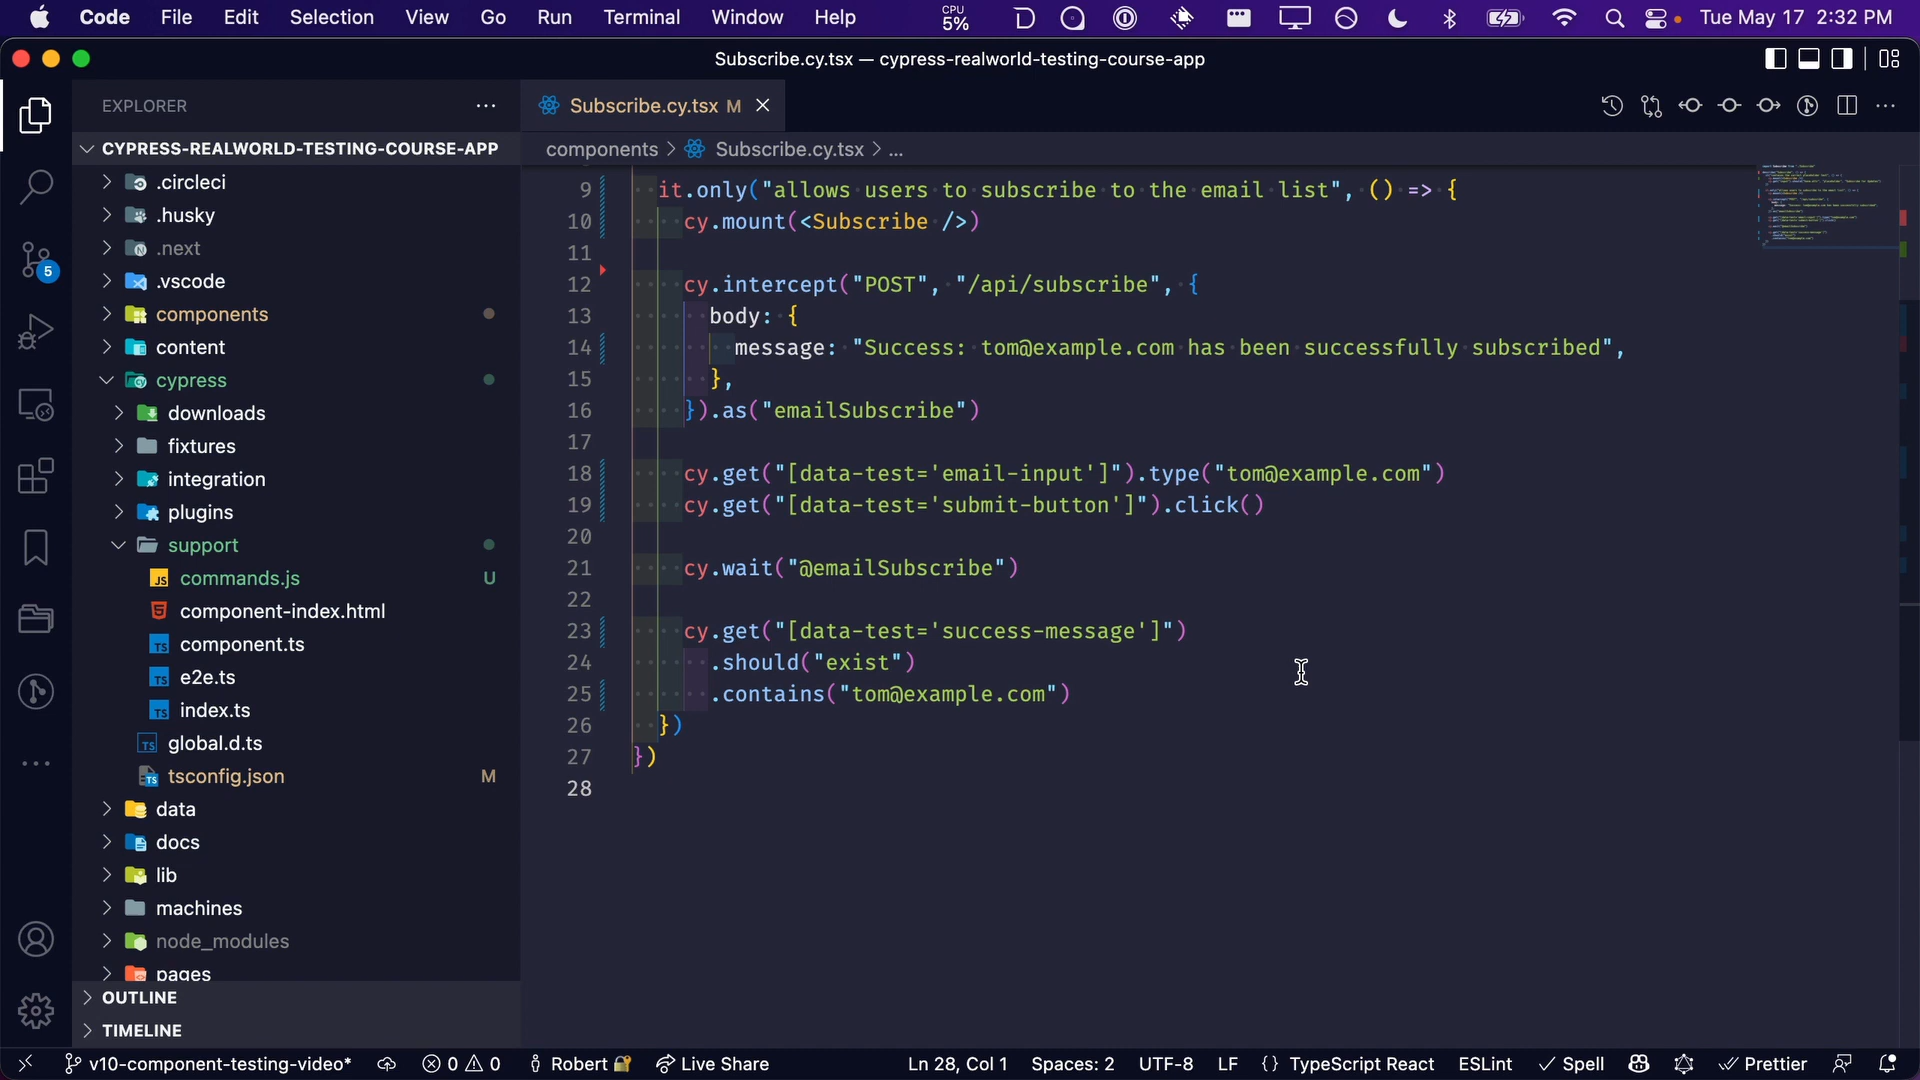 Code File Edit Selection View Go Run Terminal Window Help CPU 5% Tue May 17 2:32 PM
Subscribe.cy.tsx — cypress-realworld-testing-course-app
EXPLORER
Subscribe.cy.tsx M
CYPRESS-REALWORLD-TESTING-COURSE-APP
components > Subscribe.cy.tsx > ...
.circleci
.husky
.next
.vscode
components
content
cypress
downloads
fixtures
integration
plugins
support
commands.js U
component-index.html
component.ts
e2e.ts
index.ts
global.d.ts
tsconfig.json M
data
docs
lib
machines
node_modules
pages
OUTLINE
TIMELINE
5
9 it.only("allows users to subscribe to the email list", () => {
10 cy.mount(<Subscribe />)
11
12 cy.intercept("POST", "/api/subscribe", {
13 body: {
14 message: "Success: tom@example.com has been successfully subscribed",
15 },
16 }).as("emailSubscribe")
17
18 cy.get("[data-test='email-input']").type("tom@example.com")
19 cy.get("[data-test='submit-button']").click()
20
21 cy.wait("@emailSubscribe")
22
23 cy.get("[data-test='success-message']")
24 .should("exist")
25 .contains("tom@example.com")
26 })
27 })
28
v10-component-testing-video* 0 0 Robert Live Share Ln 28, Col 1 Spaces: 2 UTF-8 LF {} TypeScript React ESLint Spell Prettier